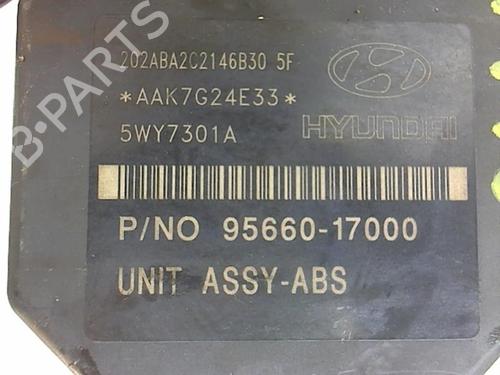 202ABA2C2146B30 5F
*AAK7G24E33*
5WY7301A
HYUNDAI
P/NO 95660-17000
UNIT ASSY-ABS
B-PARTS